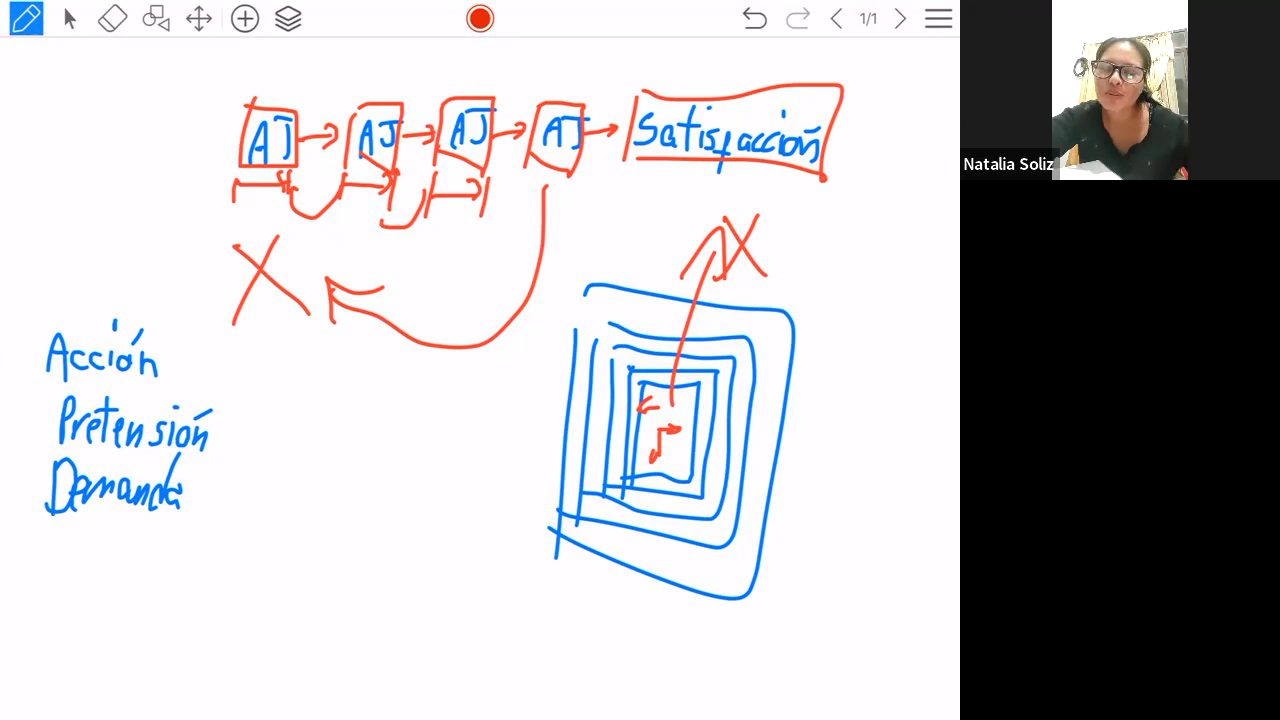 1/1
AJ AJ AJ AJ Satisfacción
Natalia Soliz
X
X
Acción
Pretensión
Demanda